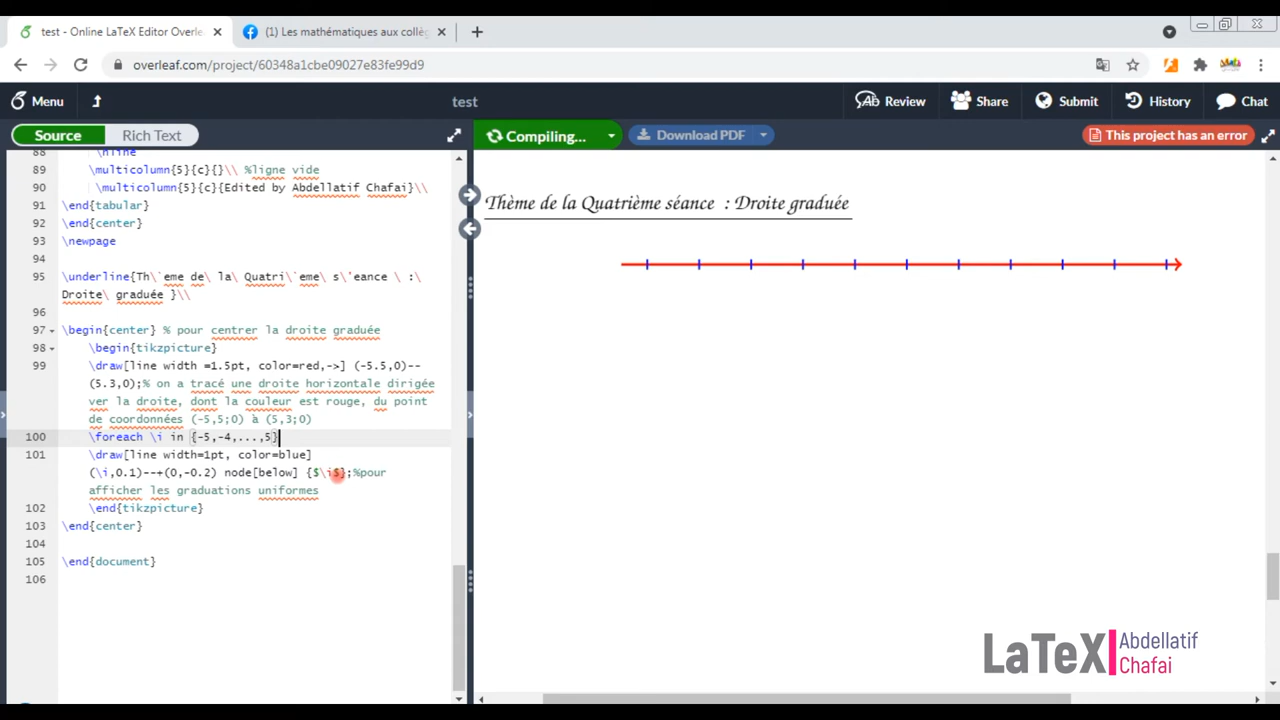 test - Online LaTeX Editor Overle
(1) Les mathématiques aux collèg
overleaf.com/project/60348a1cbe09027e83fe99d9
Menu
test
Review
Share
Submit
History
Chat
Source
Rich Text
Compiling...
Download PDF
This project has an error
88 \hline
89 \multicolumn{5}{c}{}\\ %ligne vide
90 \multicolumn{5}{c}{Edited by Abdellatif Chafai}\\
91 \end{tabular}
92 \end{center}
93 \newpage
94
95 \underline{Th\`eme de\ la\ Quatri\`eme\ s\'eance \ :\
Droite\ graduée }\\
96
97 \begin{center} % pour centrer la droite graduée
98 \begin{tikzpicture}
99 \draw[line width =1.5pt, color=red,->] (-5.5,0)--
(5.3,0);% on a tracé une droite horizontale dirigée
ver la droite, dont la couleur est rouge, du point
de coordonnées (-5,5;0) à (5,3;0)
100 \foreach \i in {-5,-4,...,5}
101 \draw[line width=1pt, color=blue]
(\i,0.1)--+(0,-0.2) node[below] {$\i$};%pour
afficher les graduations uniformes
102 \end{tikzpicture}
103 \end{center}
104
105 \end{document}
106
Thème de la Quatrième séance : Droite graduée
LaTeX
Abdellatif
Chafai